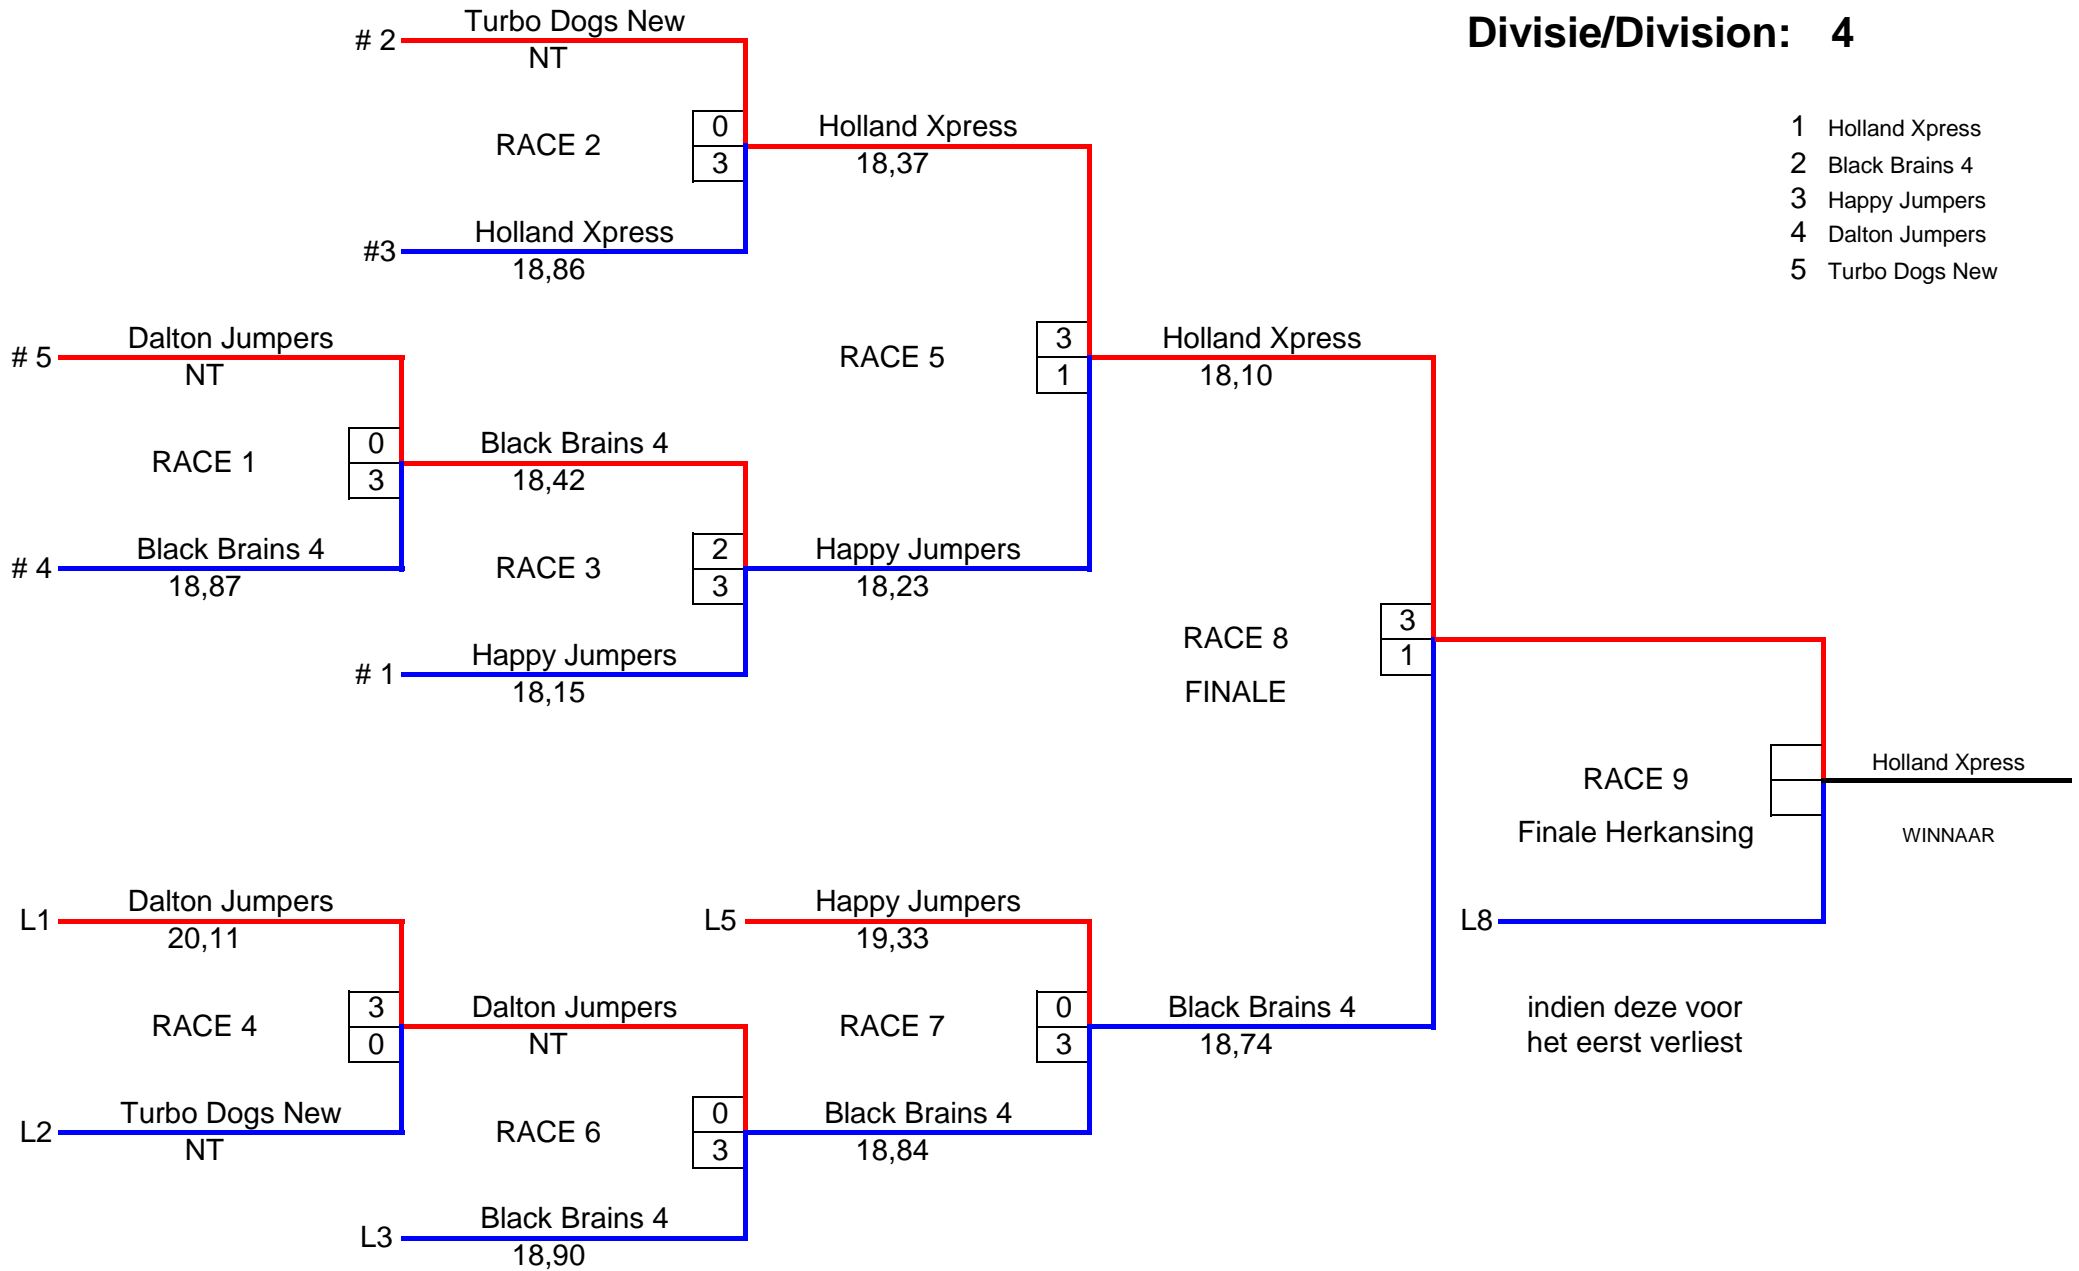 Divisie/Division: 4
1 Holland Xpress
2 Black Brains 4
3 Happy Jumpers
4 Dalton Jumpers
5 Turbo Dogs New
# 2
Turbo Dogs New
NT
RACE 2
0
3
#3
Holland Xpress
18,86
Holland Xpress
18,37
# 5
Dalton Jumpers
NT
RACE 1
0
3
# 4
Black Brains 4
18,87
Black Brains 4
18,42
RACE 3
2
3
# 1
Happy Jumpers
18,15
Happy Jumpers
18,23
RACE 5
3
1
Holland Xpress
18,10
RACE 8
FINALE
3
1
RACE 9
Finale Herkansing
Holland Xpress
WINNAAR
L8
indien deze voor
het eerst verliest
L1
Dalton Jumpers
20,11
RACE 4
3
0
L2
Turbo Dogs New
NT
Dalton Jumpers
NT
RACE 6
0
3
L3
Black Brains 4
18,90
L5
Happy Jumpers
19,33
RACE 7
0
3
Black Brains 4
18,84
Black Brains 4
18,74